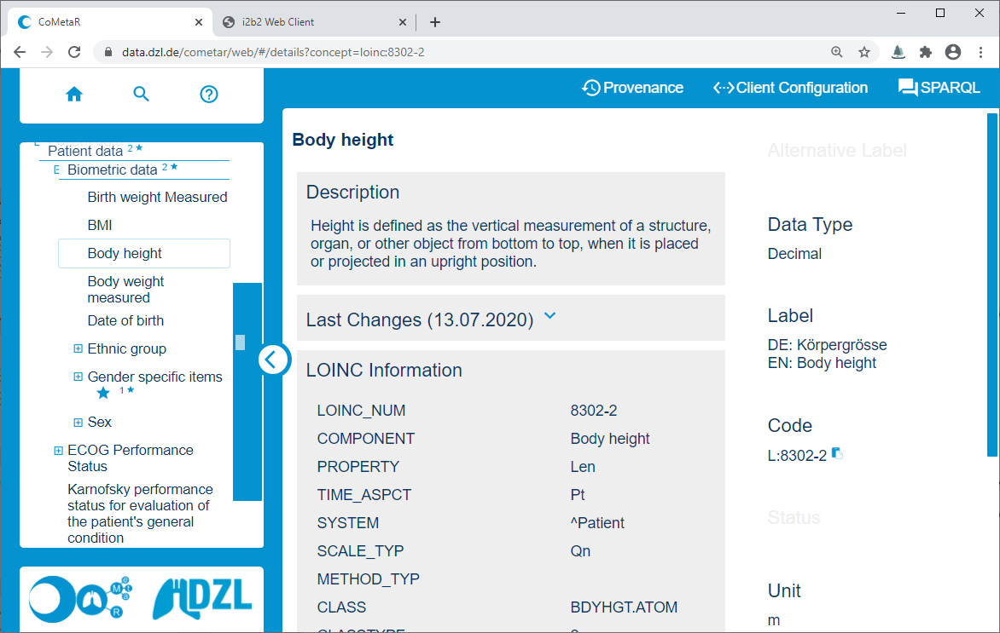 CoMetaR
i2b2 Web Client
data.dzl.de/cometar/web/#/details?concept=loinc:8302-2
Provenance
Client Configuration
SPARQL
Patient data 2
Biometric data 2
Birth weight Measured
BMI
Body height
Body weight
measured
Date of birth
Ethnic group
Gender specific items
1
Sex
ECOG Performance
Status
Karnofsky performance
status for evaluation of
the patient's general
condition
M e t a
R
DZL
Body height
Description
Height is defined as the vertical measurement of a structure,
organ, or other object from bottom to top, when it is placed
or projected in an upright position.
Last Changes (13.07.2020)
LOINC Information
LOINC_NUM 8302-2
COMPONENT Body height
PROPERTY Len
TIME_ASPCT Pt
SYSTEM ^Patient
SCALE_TYP Qn
METHOD_TYP
CLASS BDYHGT.ATOM
CLASSTYPE
Alternative Label
Data Type
Decimal
Label
DE: Körpergrösse
EN: Body height
Code
L:8302-2
Status
Unit
m